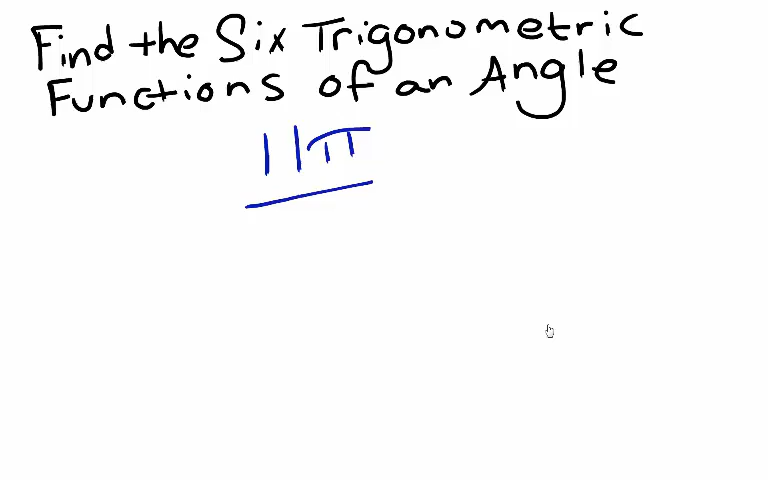 Find the Six Trigonometric
Functions of an Angle
11π